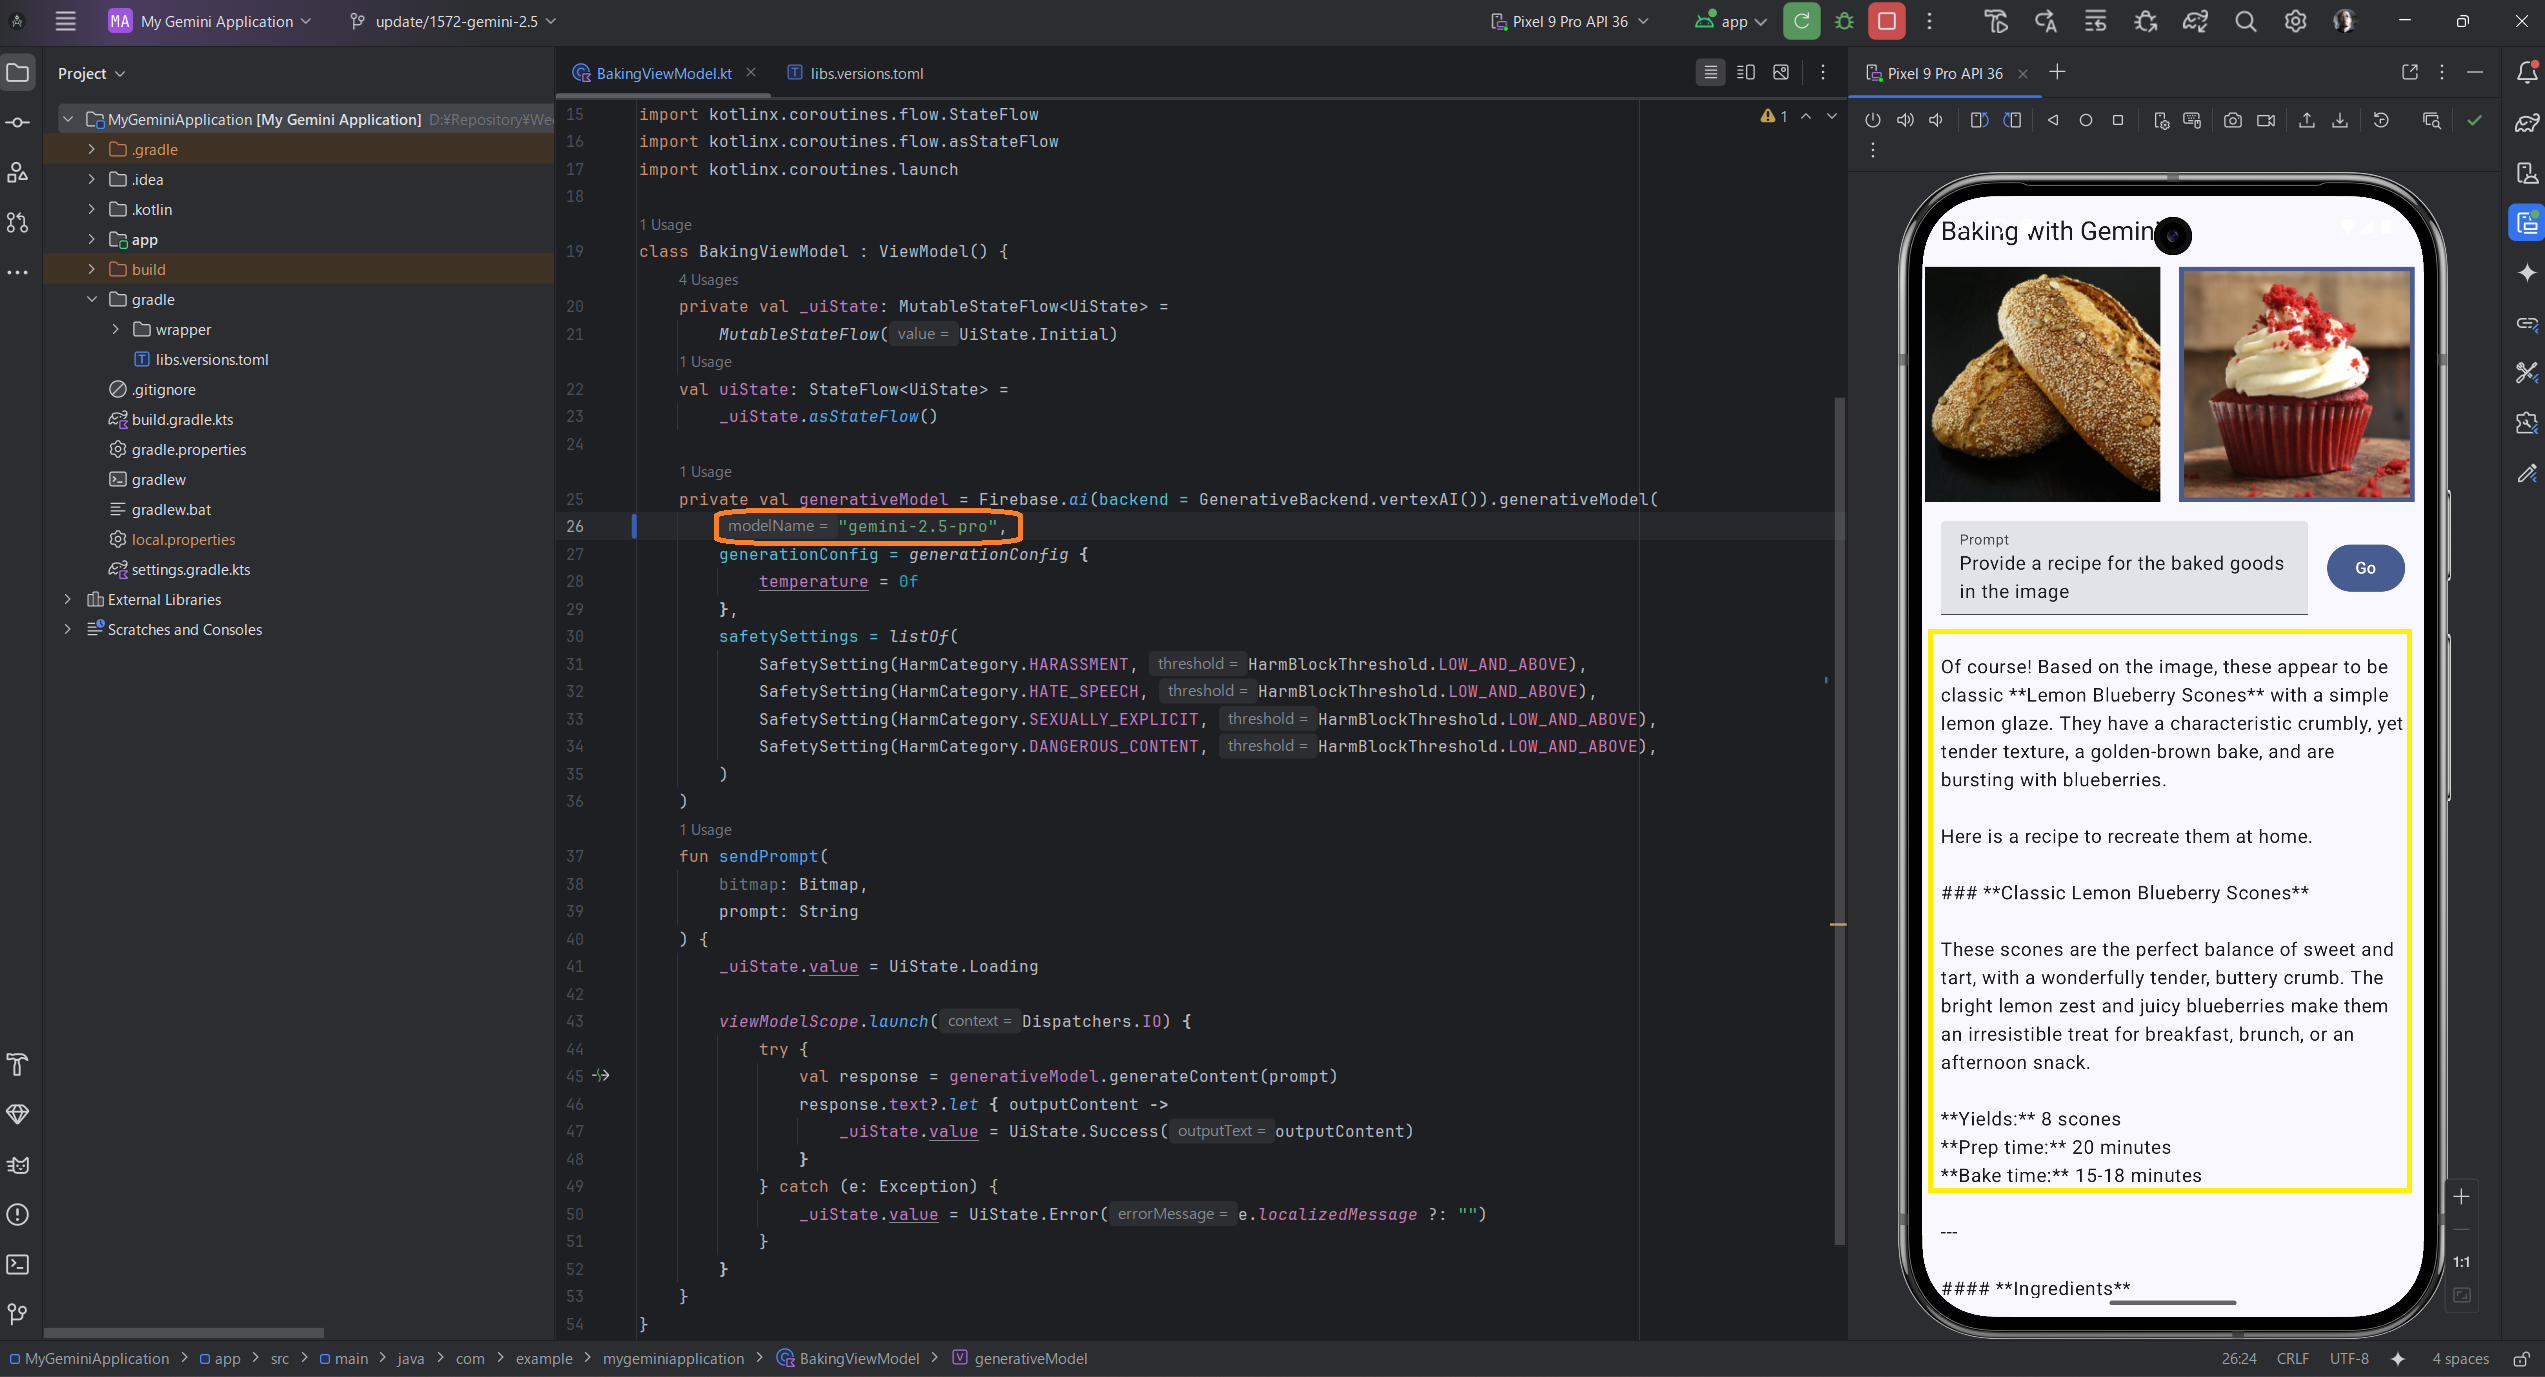 MA My Gemini Application
update/1572-gemini-2.5
Pixel 9 Pro API 36
app
Project
MyGeminiApplication [My Gemini Application] D:¥Repository¥We
.gradle
.idea
.kotlin
app
build
gradle
wrapper
libs.versions.toml
.gitignore
build.gradle.kts
gradle.properties
gradlew
gradlew.bat
local.properties
settings.gradle.kts
External Libraries
Scratches and Consoles
BakingViewModel.kt
libs.versions.toml
1
15 import kotlinx.coroutines.flow.StateFlow
16 import kotlinx.coroutines.flow.asStateFlow
17 import kotlinx.coroutines.launch
18
1 Usage
19 class BakingViewModel : ViewModel() {
4 Usages
20 private val _uiState: MutableStateFlow<UiState> =
21 MutableStateFlow( value = UiState.Initial)
1 Usage
22 val uiState: StateFlow<UiState> =
23 _uiState.asStateFlow()
24
1 Usage
25 private val generativeModel = Firebase.ai(backend = GenerativeBackend.vertexAI()).generativeModel(
26 modelName = "gemini-2.5-pro",
27 generationConfig = generationConfig {
28 temperature = 0f
29 },
30 safetySettings = listOf(
31 SafetySetting(HarmCategory.HARASSMENT, threshold = HarmBlockThreshold.LOW_AND_ABOVE),
32 SafetySetting(HarmCategory.HATE_SPEECH, threshold = HarmBlockThreshold.LOW_AND_ABOVE),
33 SafetySetting(HarmCategory.SEXUALLY_EXPLICIT, threshold = HarmBlockThreshold.LOW_AND_ABOVE),
34 SafetySetting(HarmCategory.DANGEROUS_CONTENT, threshold = HarmBlockThreshold.LOW_AND_ABOVE),
35 )
36 )
1 Usage
37 fun sendPrompt(
38 bitmap: Bitmap,
39 prompt: String
40 ) {
41 _uiState.value = UiState.Loading
42
43 viewModelScope.launch( context = Dispatchers.IO) {
44 try {
45 val response = generativeModel.generateContent(prompt)
46 response.text?.let { outputContent ->
47 _uiState.value = UiState.Success( outputText = outputContent)
48 }
49 } catch (e: Exception) {
50 _uiState.value = UiState.Error( errorMessage = e.localizedMessage ?: "")
51 }
52 }
53 }
54 }
Pixel 9 Pro API 36
Baking with Gemini
Prompt
Provide a recipe for the baked goods
in the image
Go
Of course! Based on the image, these appear to be
classic **Lemon Blueberry Scones** with a simple
lemon glaze. They have a characteristic crumbly, yet
tender texture, a golden-brown bake, and are
bursting with blueberries.
Here is a recipe to recreate them at home.
### **Classic Lemon Blueberry Scones**
These scones are the perfect balance of sweet and
tart, with a wonderfully tender, buttery crumb. The
bright lemon zest and juicy blueberries make them
an irresistible treat for breakfast, brunch, or an
afternoon snack.
**Yields:** 8 scones
**Prep time:** 20 minutes
**Bake time:** 15-18 minutes
---
#### **Ingredients**
1:1
MyGeminiApplication > app > src > main > java > com > example > mygeminiapplication > BakingViewModel > generativeModel
26:24 CRLF UTF-8 4 spaces